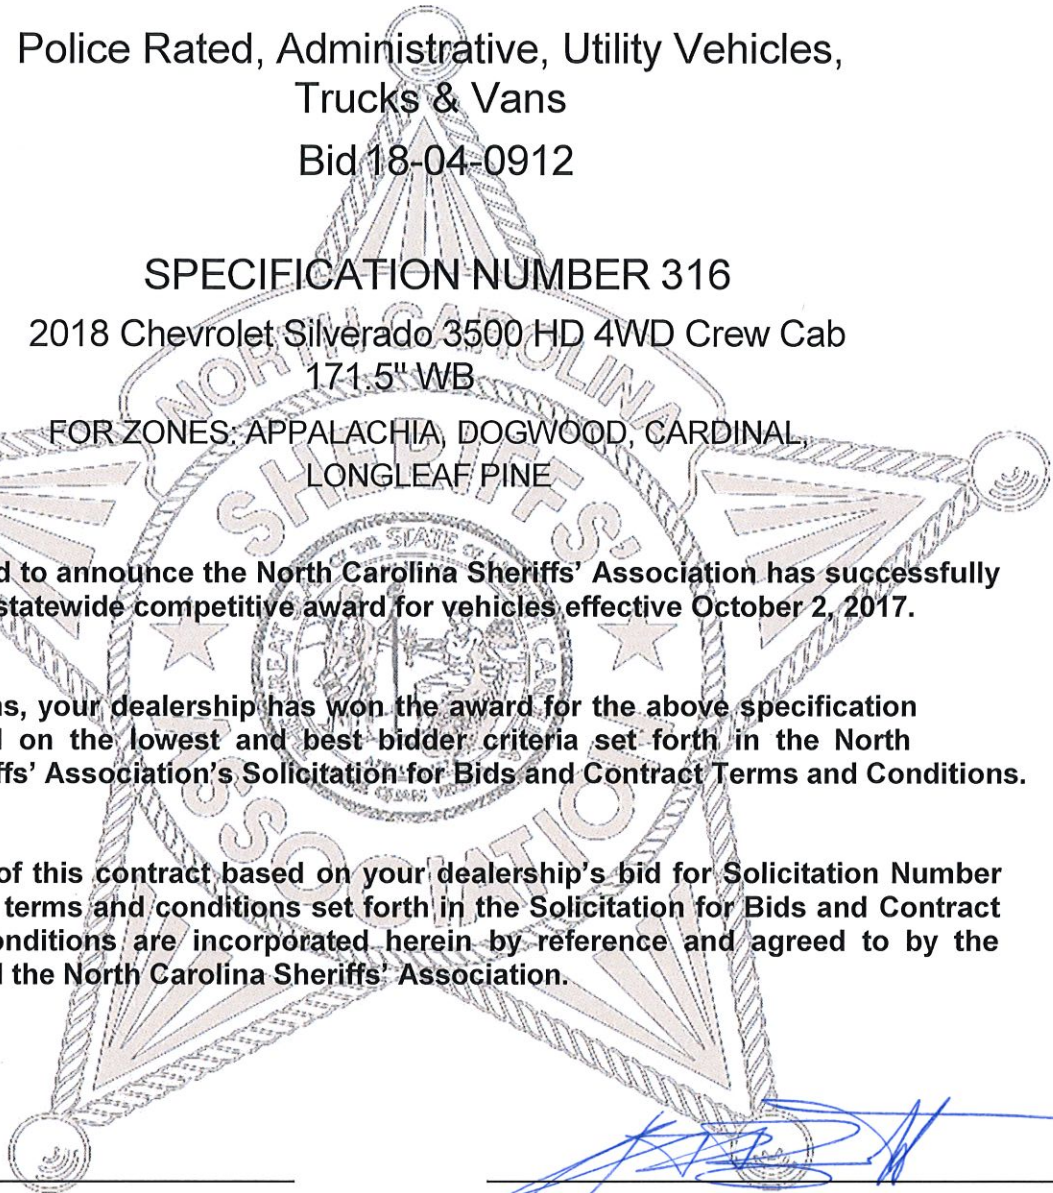 Police Rated, Administrative, Utility Vehicles,
Trucks & Vans
Bid 18-04-0912
SPECIFICATION NUMBER 316
2018 Chevrolet Silverado 3500 HD 4WD Crew Cab
171.5" WB
FOR ZONES: APPALACHIA, DOGWOOD, CARDINAL,
LONGLEAF PINE
NORTH CAROLINA
SHERIFFS'
ASSOCIATION
to announce the North Carolina Sheriffs' Association has successfully
statewide competitive award for vehicles effective October 2, 2017.
your dealership has won the award for the above specification
on the lowest and best bidder criteria set forth in the North
Association's Solicitation for Bids and Contract Terms and Conditions.
of this contract based on your dealership's bid for Solicitation Number
terms and conditions set forth in the Solicitation for Bids and Contract
are incorporated herein by reference and agreed to by the
the North Carolina Sheriffs' Association.